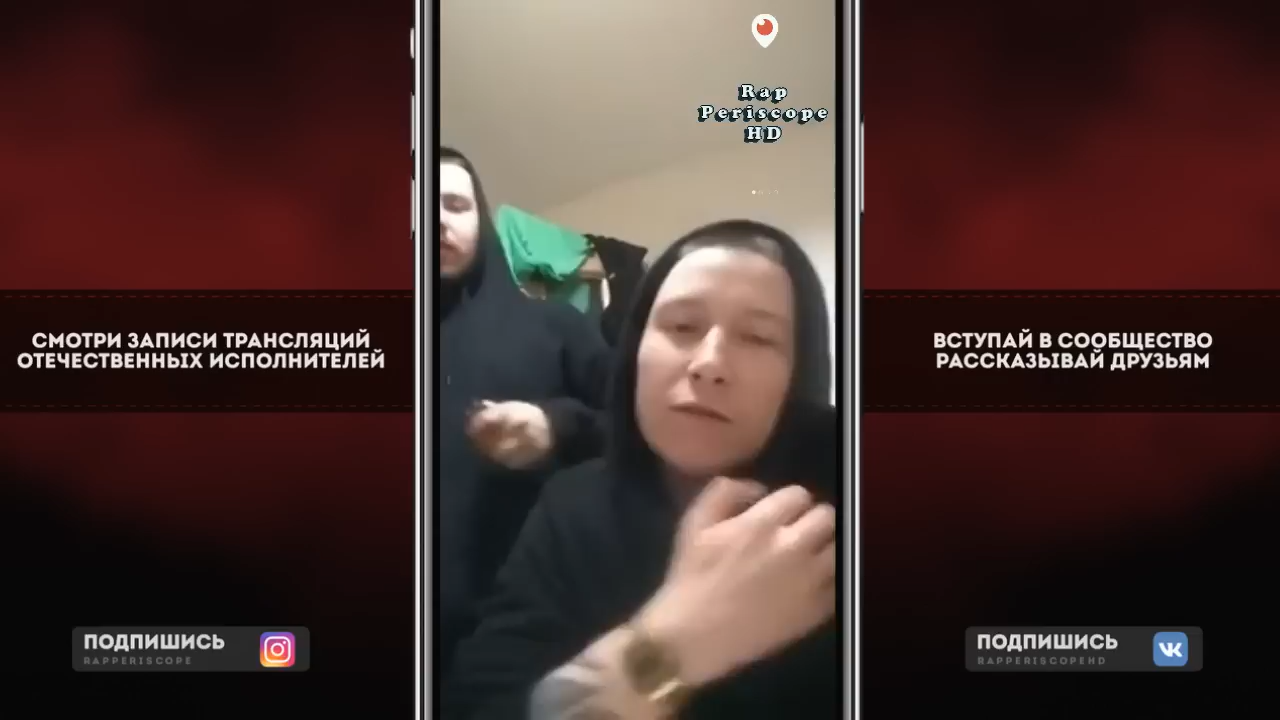 Rap
Periscope
HD
СМОТРИ ЗАПИСИ ТРАНСЛЯЦИЙ
ОТЕЧЕСТВЕННЫХ ИСПОЛНИТЕЛЕЙ
ВСТУПАЙ В СООБЩЕСТВО
РАССКАЗЫВАЙ ДРУЗЬЯМ
ПОДПИШИСЬ
RAPPERISCOPE
ПОДПИШИСЬ
RAPPERISCOPEHD